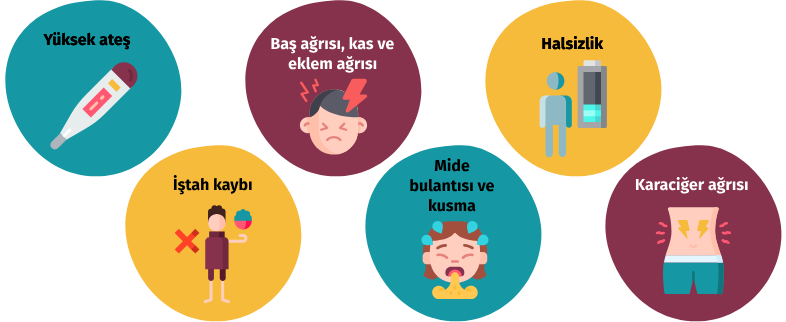 Yüksek ateş
Baş ağrısı, kas ve
eklem ağrısı
Halsizlik
İştah kaybı
Mide
bulantısı ve
kusma
Karaciğer ağrısı